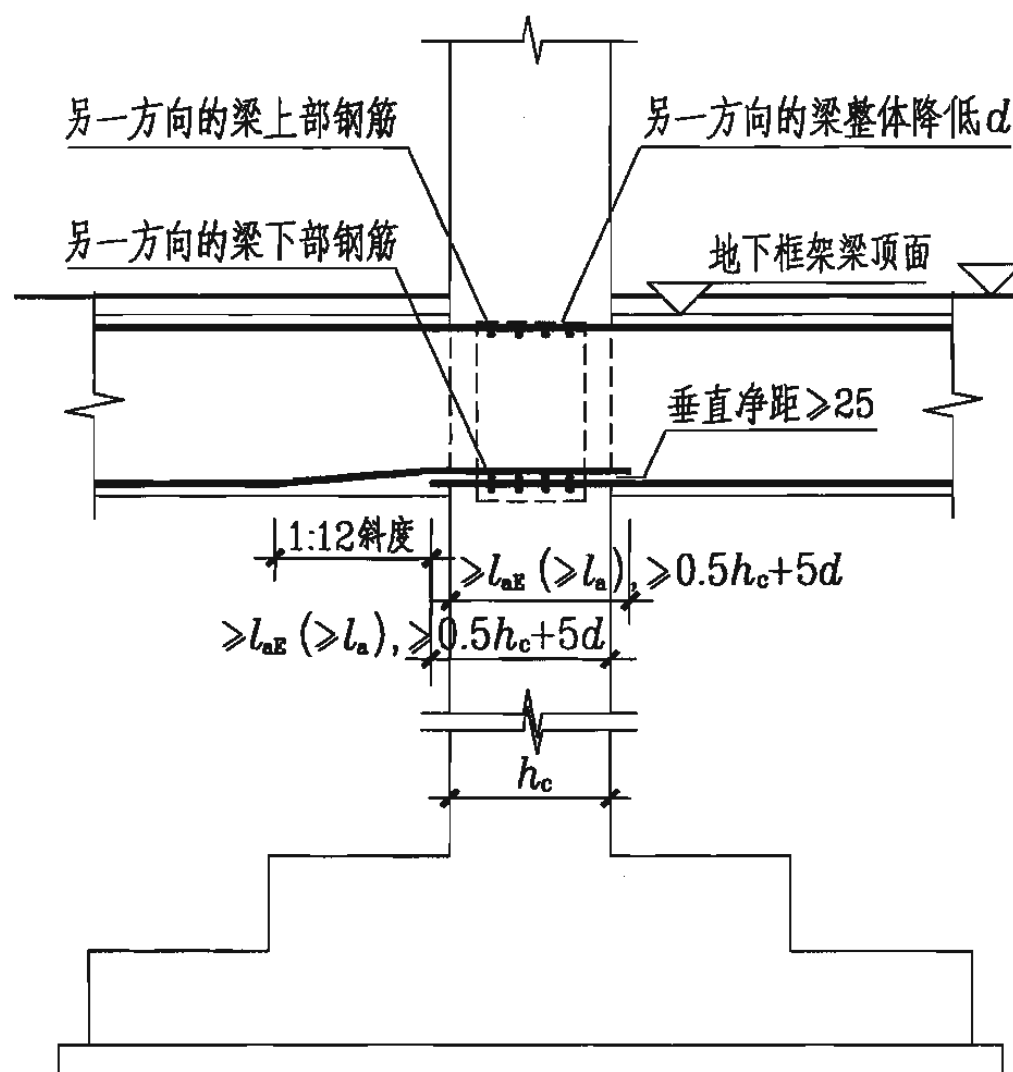 另一方向的梁上部钢筋
另一方向的梁整体降低d
另一方向的梁下部钢筋
地下框架梁顶面
垂直净距≥25
1:12斜度
≥laE (≥la), ≥0.5hc+5d
≥laE (≥la), ≥0.5hc+5d
hc